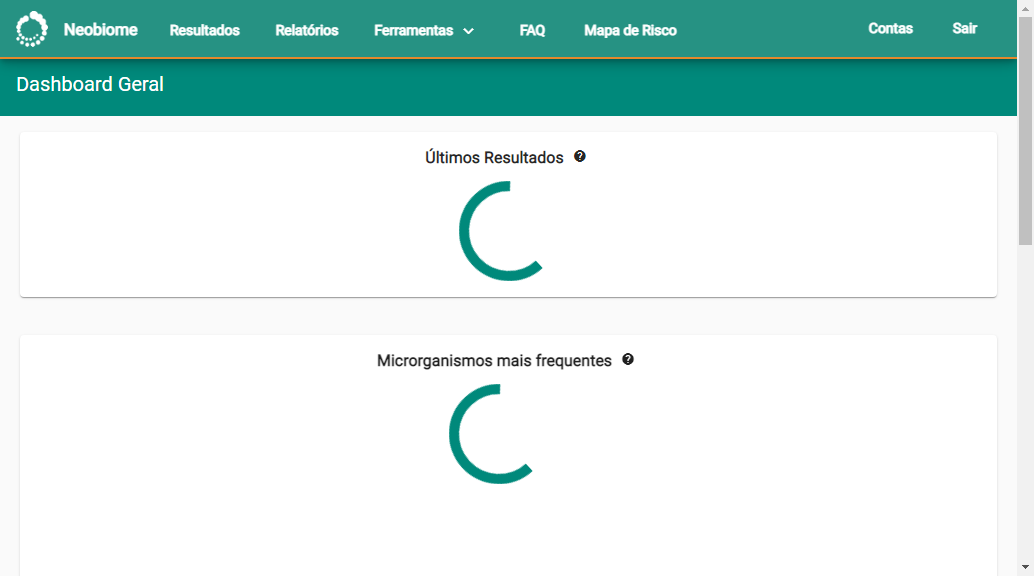 Neobiome Resultados Relatórios Ferramentas FAQ Mapa de Risco Contas Sair
Dashboard Geral
Últimos Resultados ?
Microrganismos mais frequentes ?